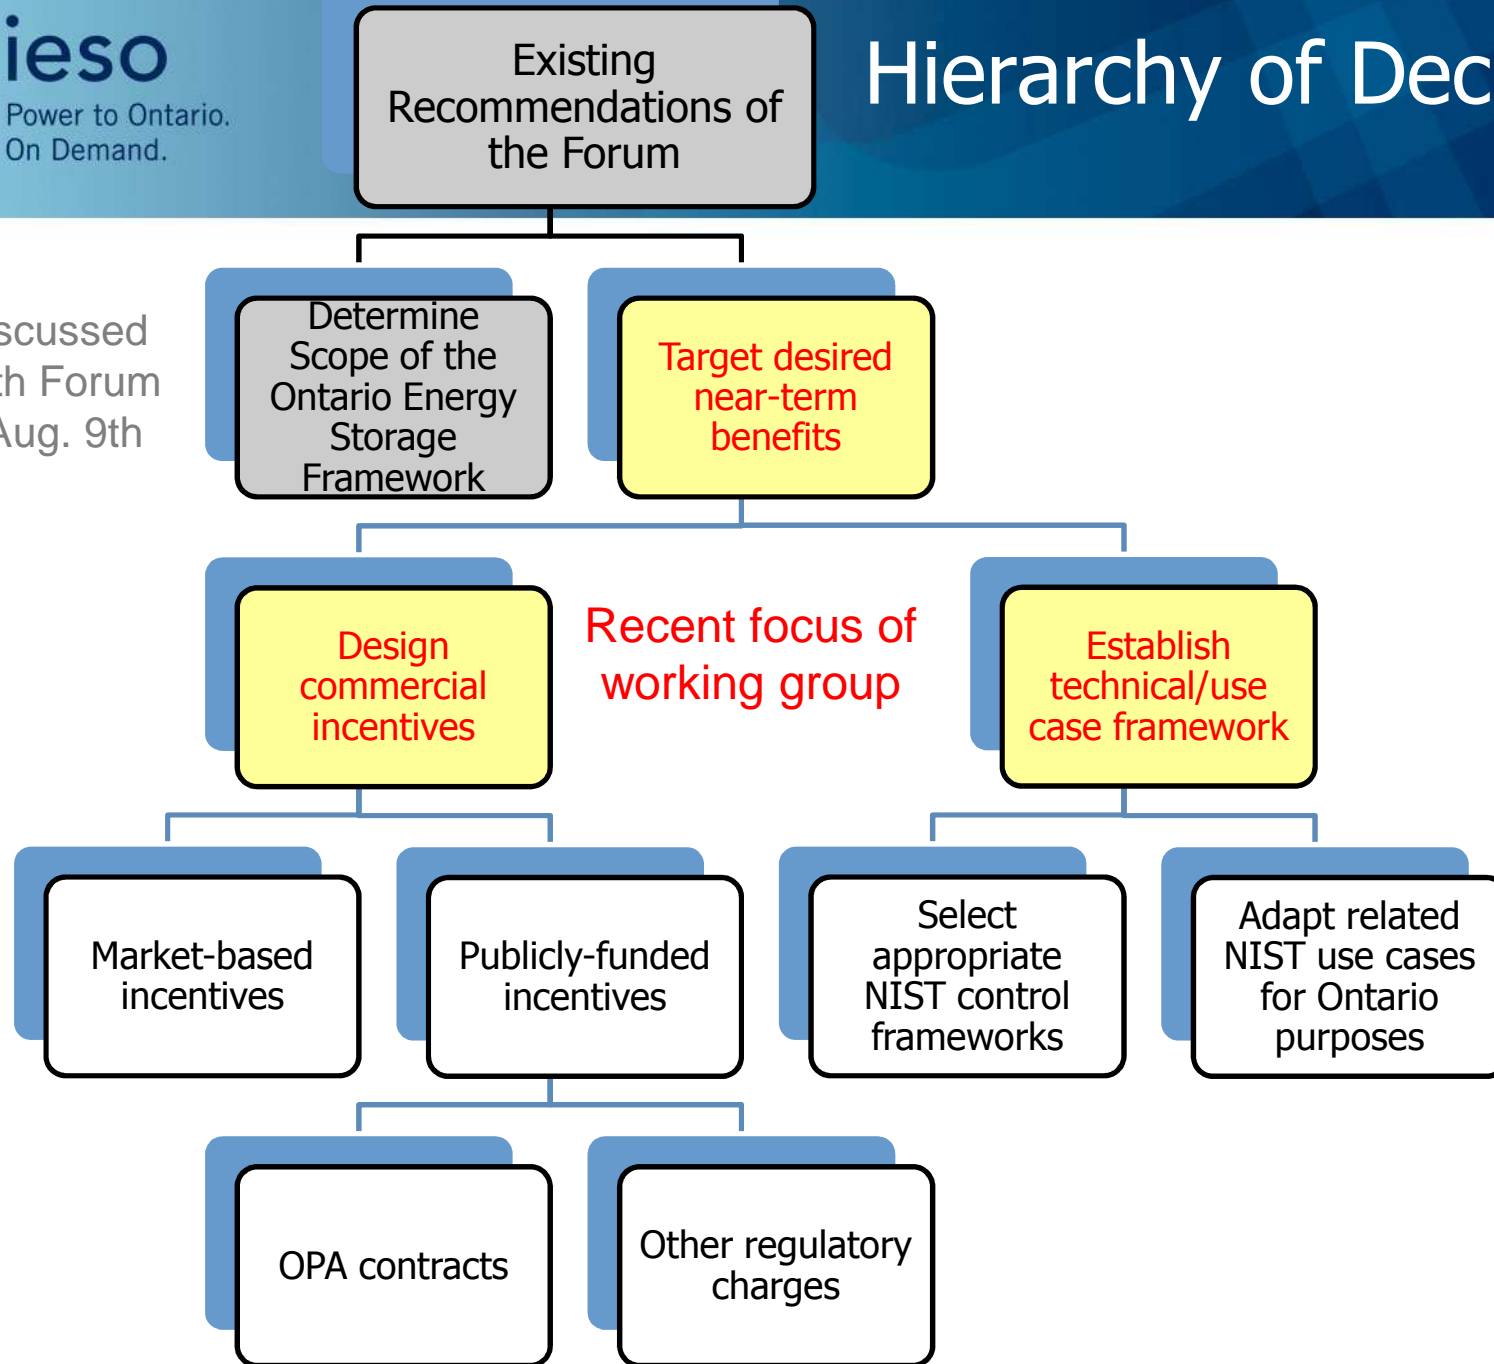 ieso
Power to Ontario.
On Demand.
Existing
Recommendations of
the Forum
Hierarchy of Dec
scussed
th Forum
Aug. 9th
Determine
Scope of the
Ontario Energy
Storage
Framework
Target desired
near-term
benefits
Design
commercial
incentives
Recent focus of
working group
Establish
technical/use
case framework
Market-based
incentives
Publicly-funded
incentives
Select
appropriate
NIST control
frameworks
Adapt related
NIST use cases
for Ontario
purposes
OPA contracts
Other regulatory
charges